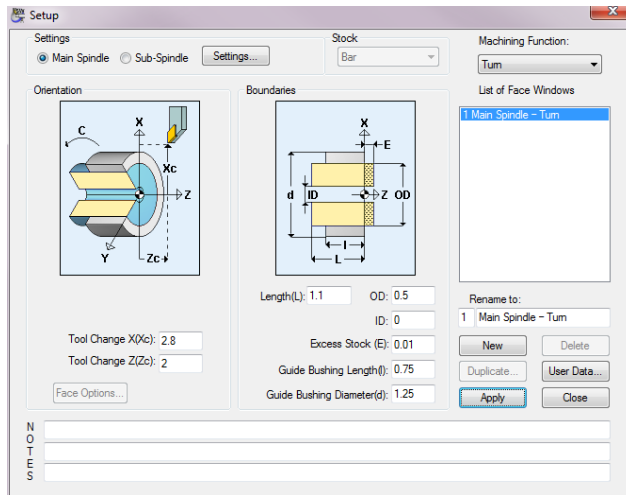 Setup
Settings
Main Spindle Sub-Spindle Settings...
Stock
Bar
Machining Function:
Turn
Orientation
C
X
Xc
Z
Y
Zc
Boundaries
X
E
d
ID
Z
OD
l
L
List of Face Windows
1 Main Spindle - Turn
Length(L): 1.1
OD: 0.5
ID: 0
Excess Stock (E): 0.01
Guide Bushing Length(l): 0.75
Guide Bushing Diameter(d): 1.25
Tool Change X(Xc): 2.8
Tool Change Z(Zc): 2
Face Options...
Rename to:
1 Main Spindle - Turn
New Delete
Duplicate... User Data...
Apply Close
NOTES